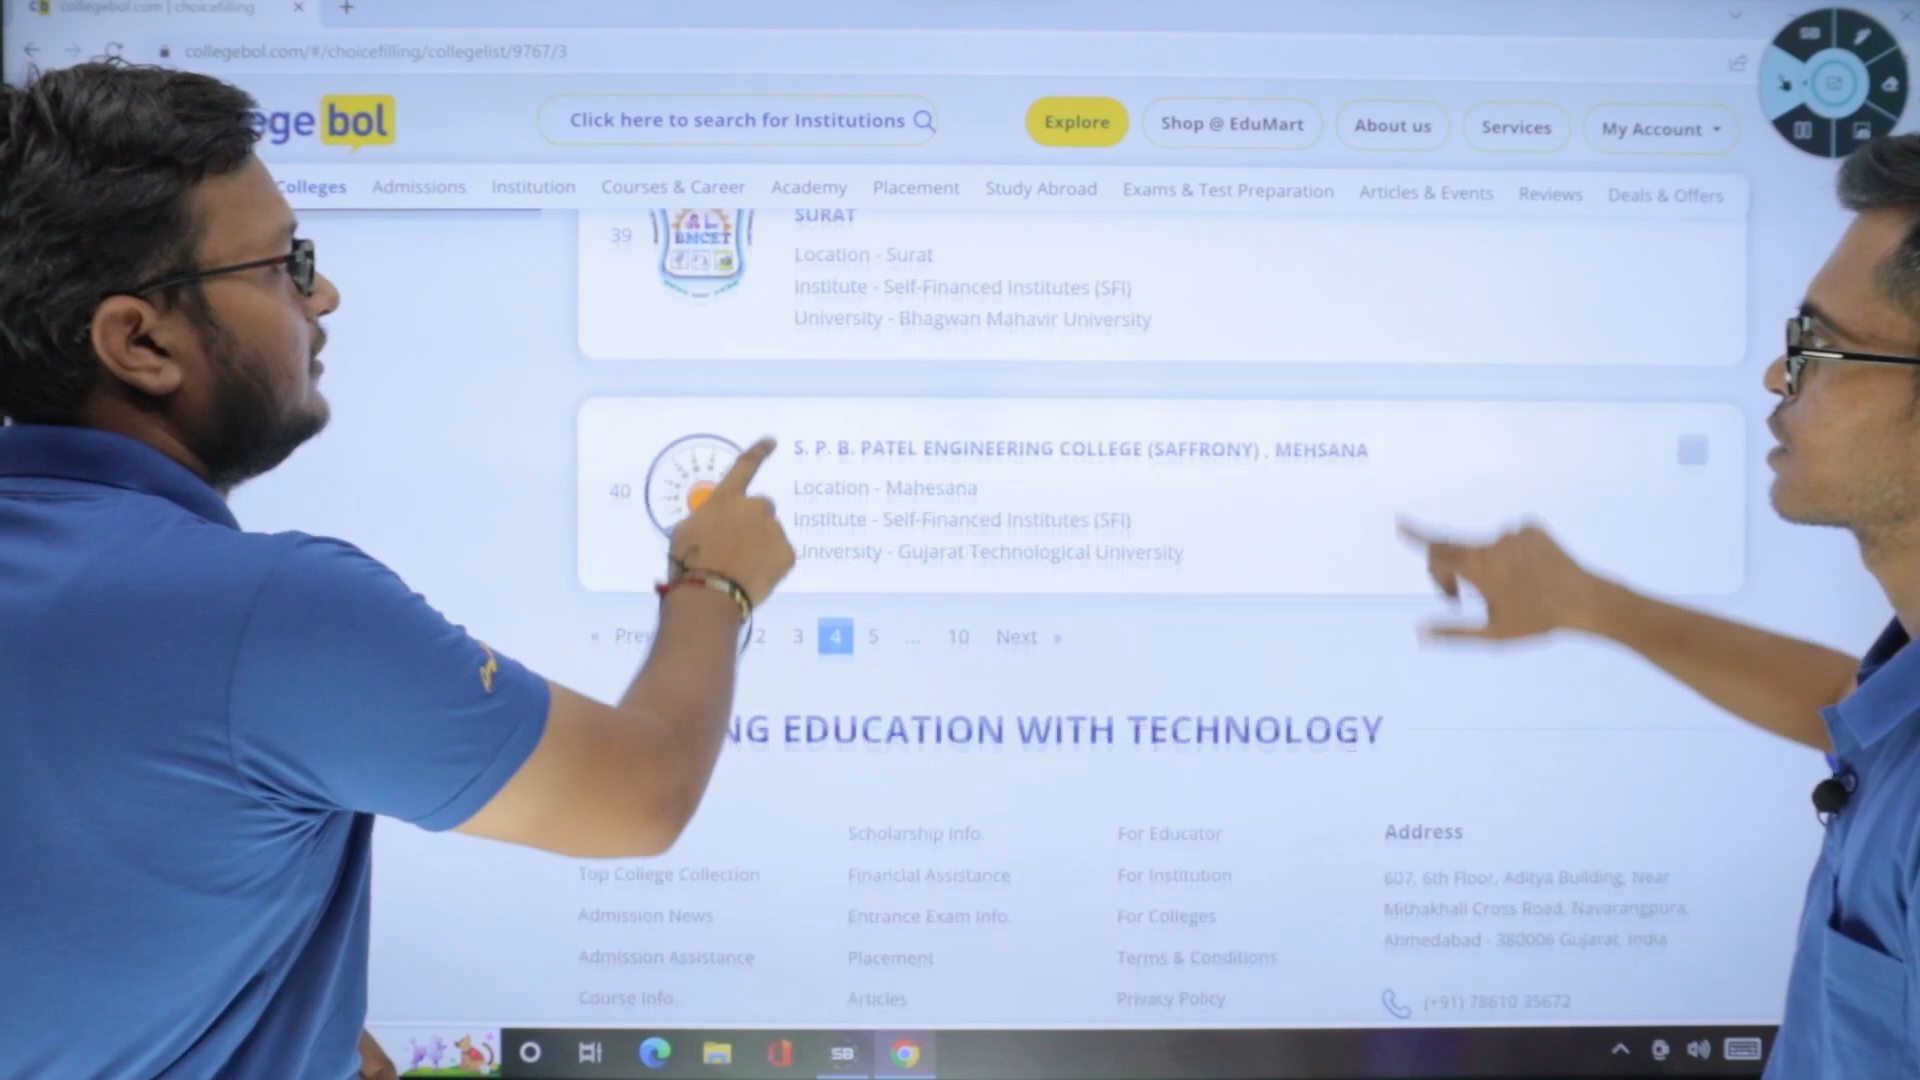 collegebol.com | choicefilling
collegebol.com/#/choicefilling/collegelist/9767/3
ege bol
Click here to search for Institutions
Explore
Shop @ EduMart
About us
Services
My Account
Colleges
Admissions
Institution
Courses & Career
Academy
Placement
Study Abroad
Exams & Test Preparation
Articles & Events
Reviews
Deals & Offers
SURAT
39
BMCET
Location - Surat
Institute - Self-Financed Institutes (SFI)
University - Bhagwan Mahavir University
S. P. B. PATEL ENGINEERING COLLEGE (SAFFRONY) , MEHSANA
40
Location - Mahesana
Institute - Self-Financed Institutes (SFI)
University - Gujarat Technological University
« Prev 2 3 4 5 ... 10 Next »
NG EDUCATION WITH TECHNOLOGY
Scholarship Info.
For Educator
Address
Top College Collection
Financial Assistance
For Institution
607, 6th Floor, Aditya Building, Near
Admission News
Entrance Exam Info.
For Colleges
Mithakhali Cross Road, Navarangpura,
Ahmedabad - 380006 Gujarat, India
Admission Assistance
Placement
Terms & Conditions
Course Info.
Articles
Privacy Policy
(+91) 78610 35672
SB
SB